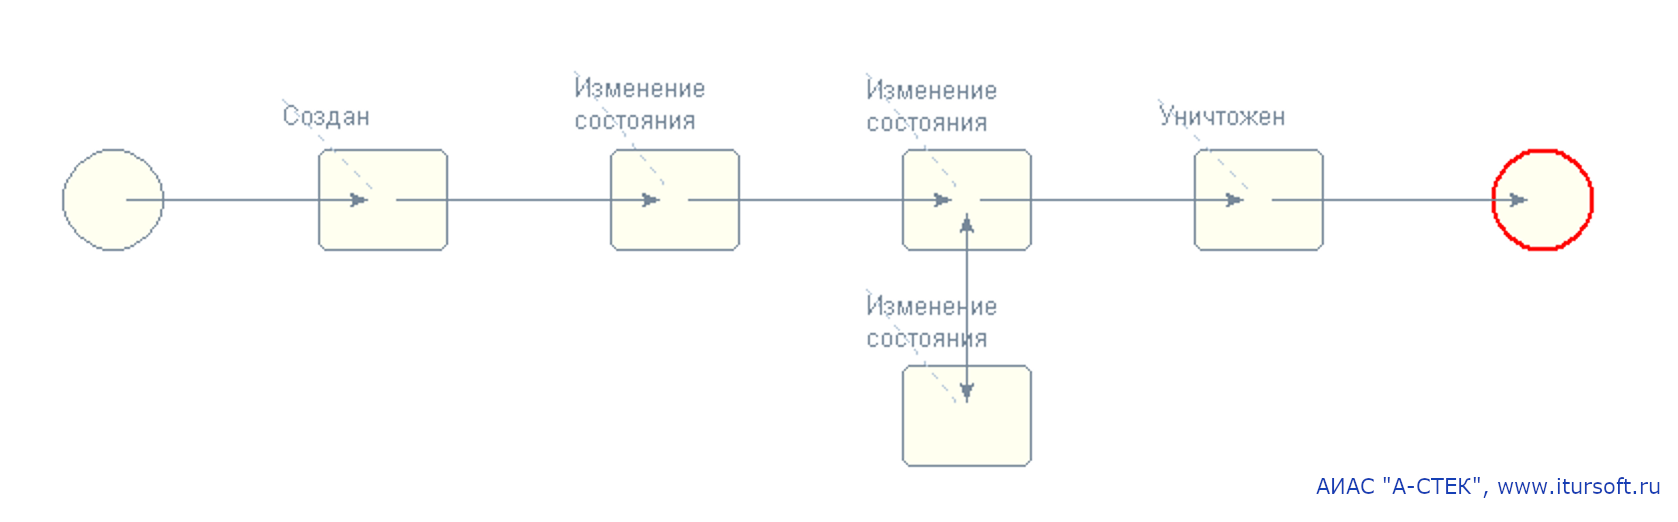 Создан
Изменение
состояния
Изменение
состояния
Уничтожен
Изменение
состояния
АИАС "А-СТЕК", www.itursoft.ru